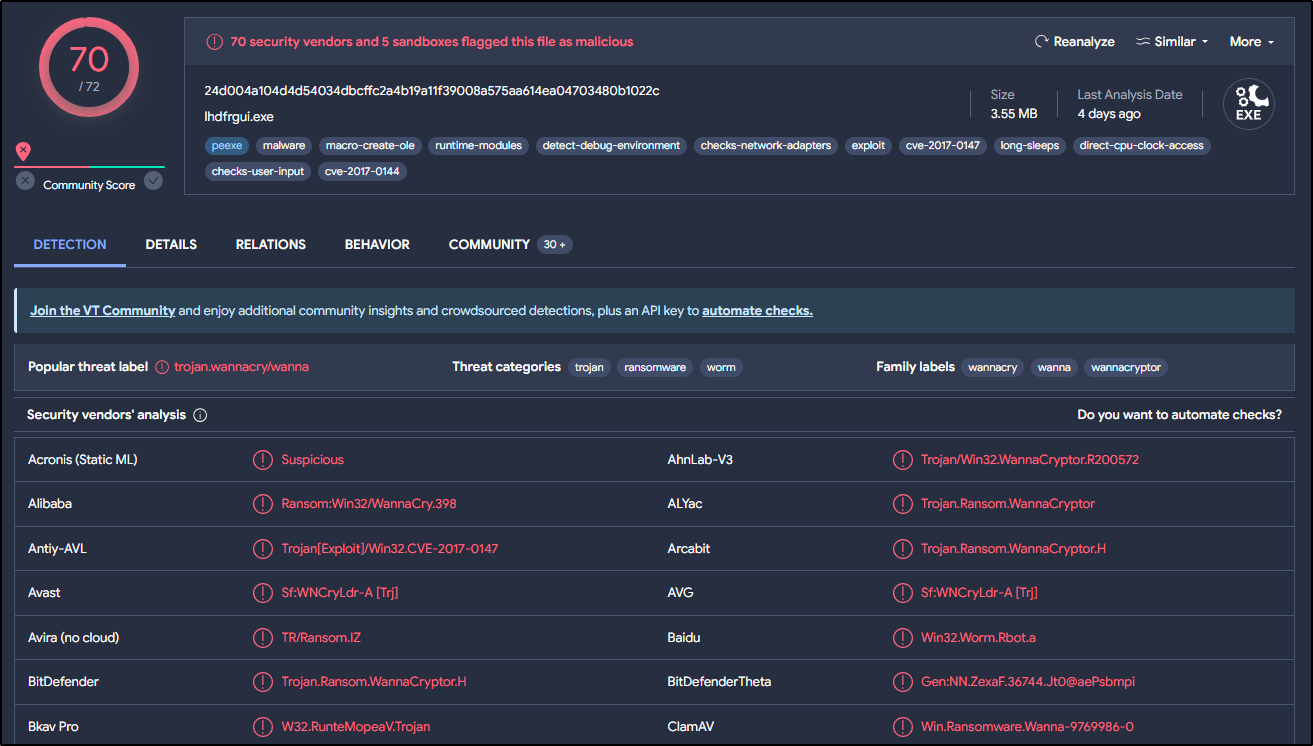 70
/ 72
Community Score
70 security vendors and 5 sandboxes flagged this file as malicious
Reanalyze Similar More
24d004a104d4d54034dbcffc2a4b19a11f39008a575aa614ea04703480b1022c
lhdfrgui.exe
Size
3.55 MB
Last Analysis Date
4 days ago
EXE
peexe malware macro-create-ole runtime-modules detect-debug-environment checks-network-adapters exploit cve-2017-0147 long-sleeps direct-cpu-clock-access
checks-user-input cve-2017-0144
DETECTION DETAILS RELATIONS BEHAVIOR COMMUNITY 30 +
Join the VT Community and enjoy additional community insights and crowdsourced detections, plus an API key to automate checks.
Popular threat label trojan.wannacry/wanna Threat categories trojan ransomware worm Family labels wannacry wanna wannacryptor
Security vendors' analysis Do you want to automate checks?
Acronis (Static ML) Suspicious AhnLab-V3 Trojan/Win32.WannaCryptor.R200572
Alibaba Ransom:Win32/WannaCry.398 ALYac Trojan.Ransom.WannaCryptor
Antiy-AVL Trojan[Exploit]/Win32.CVE-2017-0147 Arcabit Trojan.Ransom.WannaCryptor.H
Avast Sf:WNCryLdr-A [Trj] AVG Sf:WNCryLdr-A [Trj]
Avira (no cloud) TR/Ransom.IZ Baidu Win32.Worm.Rbot.a
BitDefender Trojan.Ransom.WannaCryptor.H BitDefenderTheta Gen:NN.ZexaF.36744.Jt0@aePsbmpi
Bkav Pro W32.RunteMopeaV.Trojan ClamAV Win.Ransomware.Wanna-9769986-0